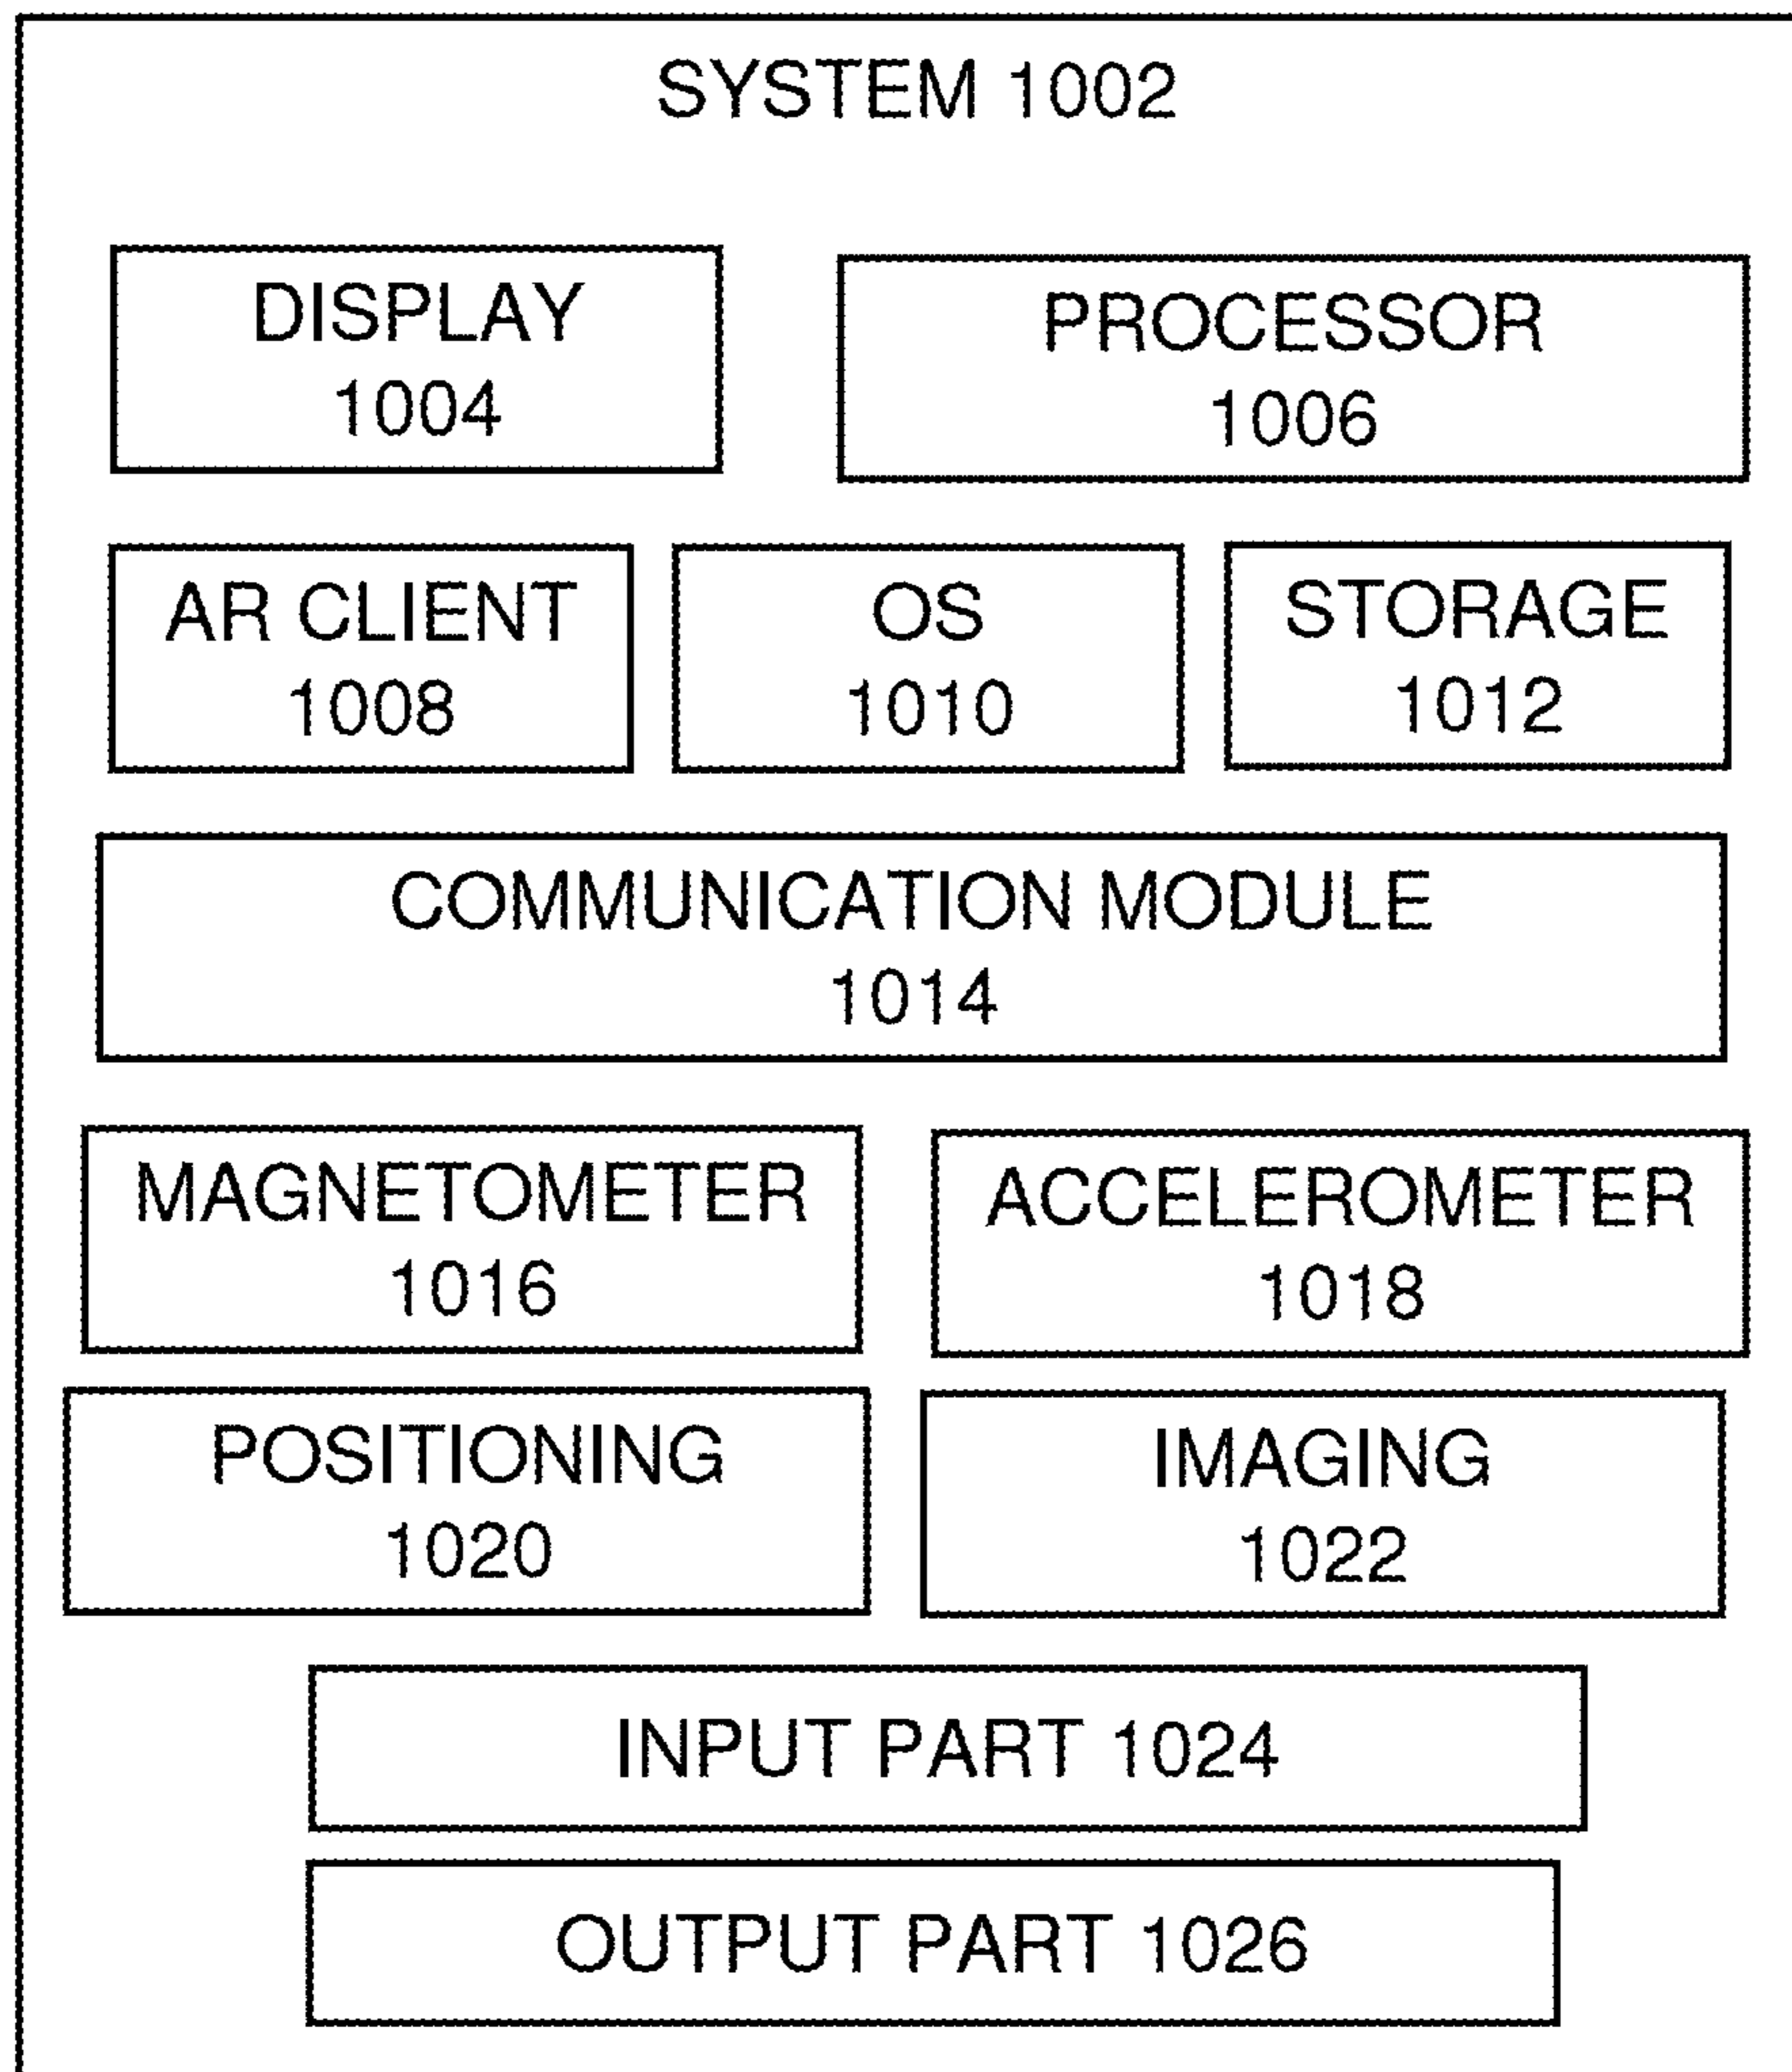 SYSTEM 1002
DISPLAY
1004
PROCESSOR
1006
AR CLIENT
1008
OS
1010
STORAGE
1012
COMMUNICATION MODULE
1014
MAGNETOMETER
1016
ACCELEROMETER
1018
POSITIONING
1020
IMAGING
1022
INPUT PART 1024
OUTPUT PART 1026